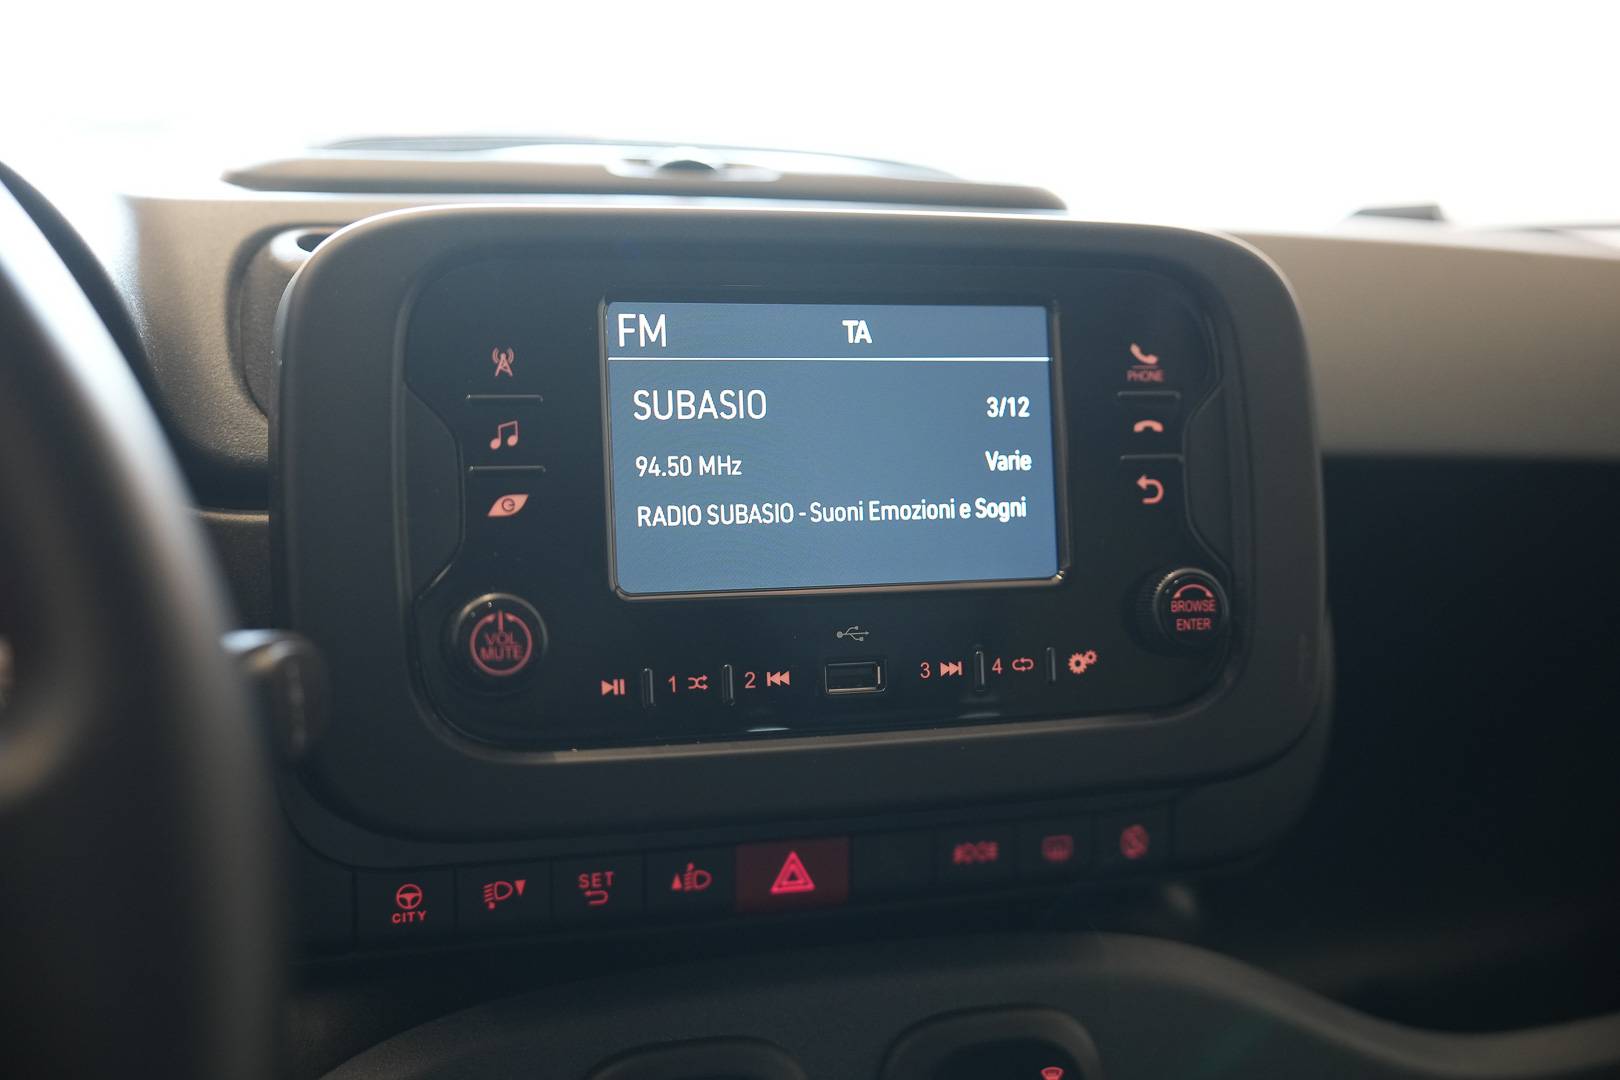 FM TA
SUBASIO 3/12
94.50 MHz Varie
RADIO SUBASIO - Suoni Emozioni e Sogni
PHONE
VOL
MUTE
BROWSE
ENTER
1 2 3 4
CITY
SET